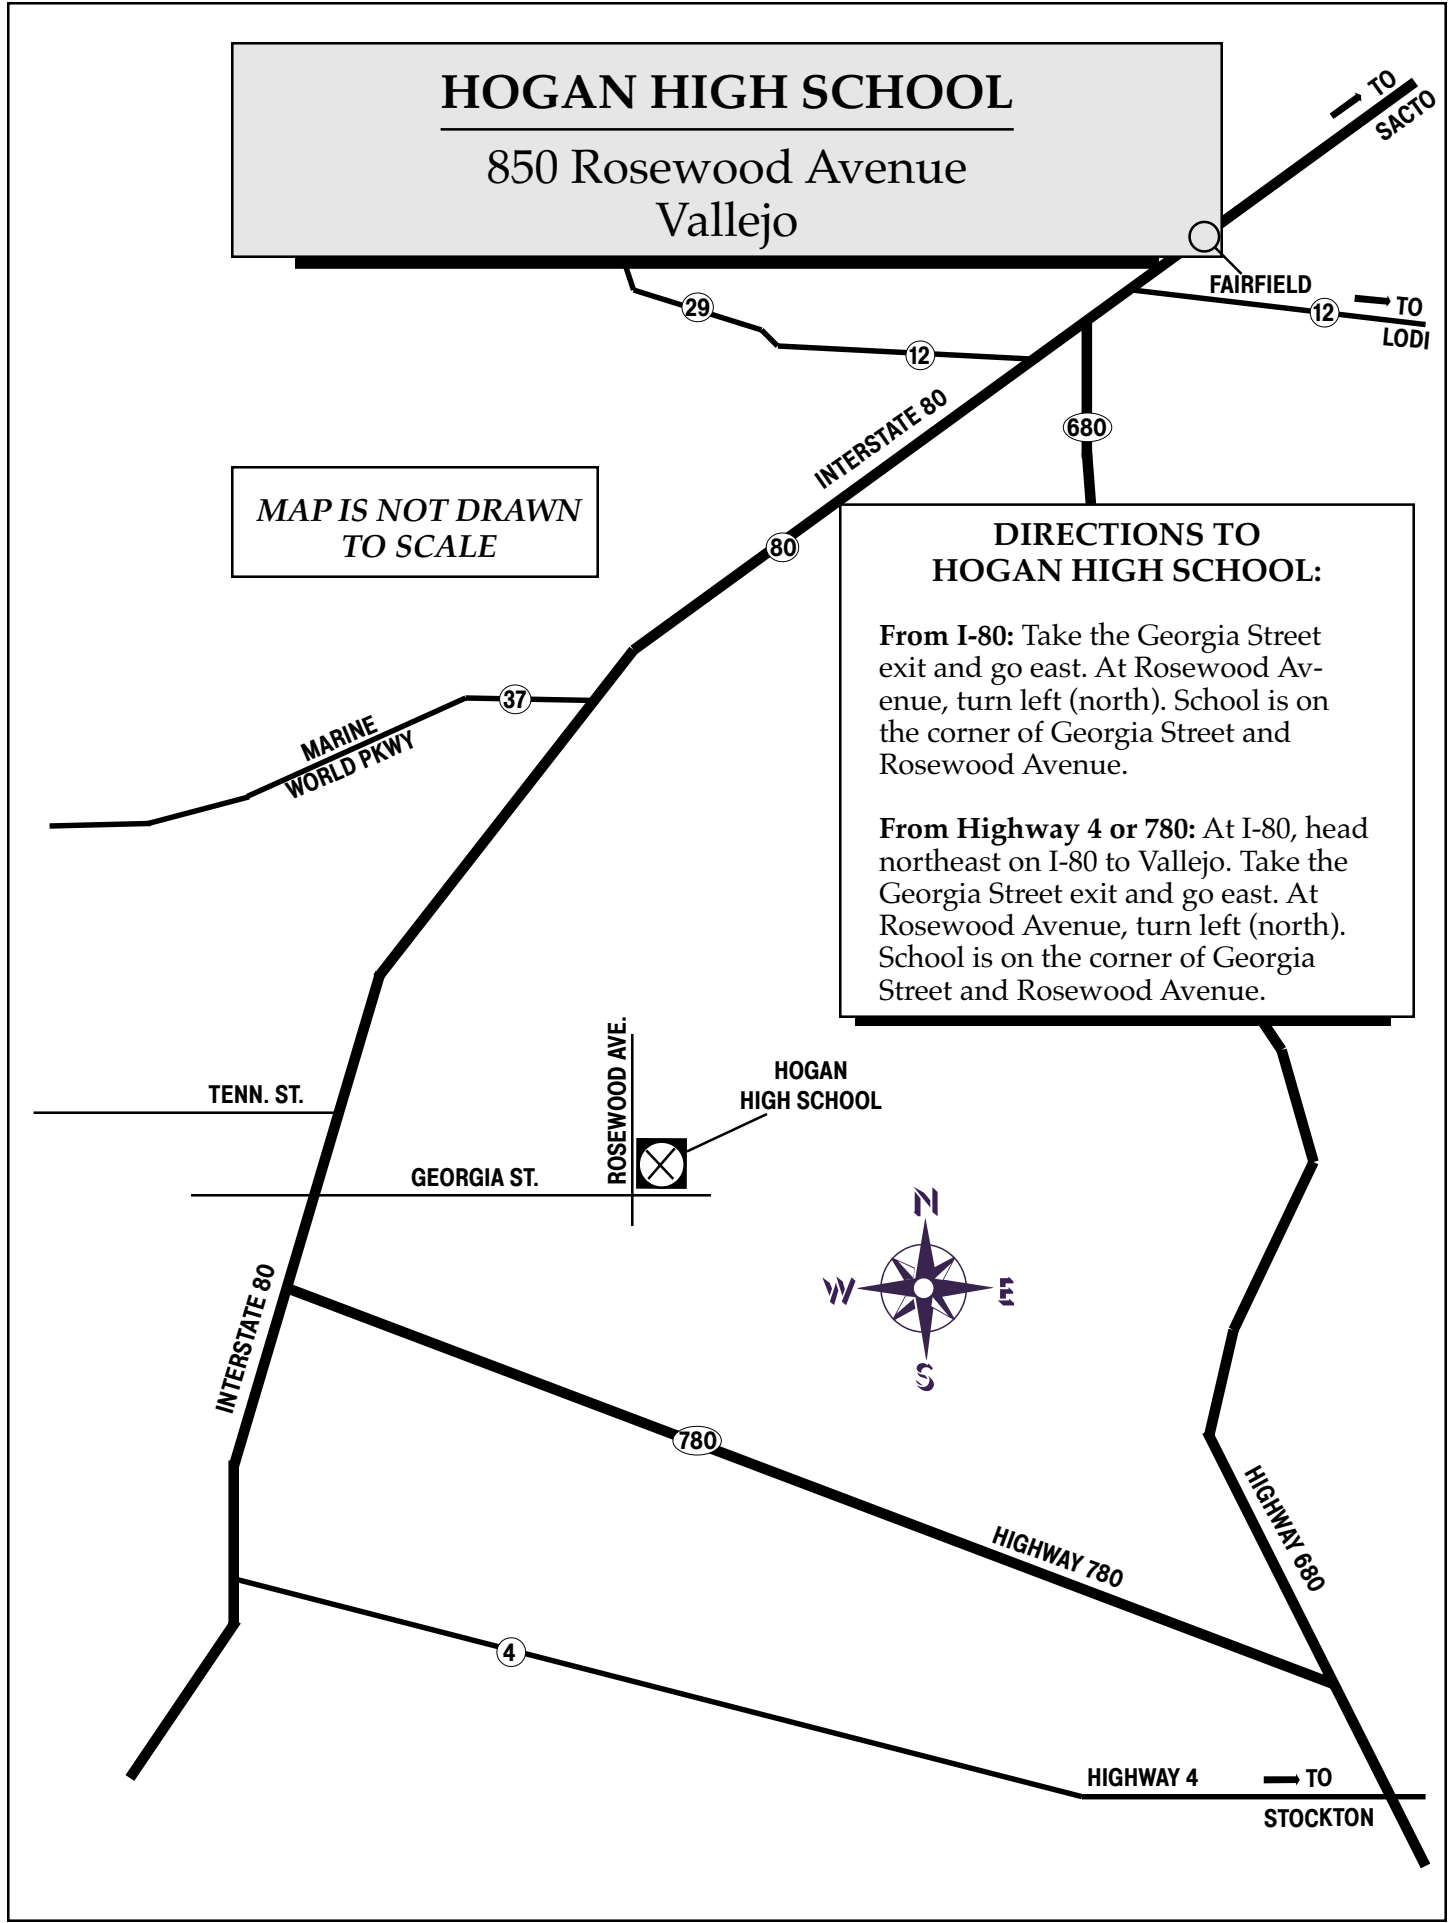 HOGAN HIGH SCHOOL
850 Rosewood Avenue
Vallejo
TO
SACTO
FAIRFIELD
12
TO
LODI
29
12
INTERSTATE 80
680
MAP IS NOT DRAWN
TO SCALE
80
DIRECTIONS TO
HOGAN HIGH SCHOOL:
From I-80: Take the Georgia Street
exit and go east. At Rosewood Av-
enue, turn left (north). School is on
the corner of Georgia Street and
Rosewood Avenue.
From Highway 4 or 780: At I-80, head
northeast on I-80 to Vallejo. Take the
Georgia Street exit and go east. At
Rosewood Avenue, turn left (north).
School is on the corner of Georgia
Street and Rosewood Avenue.
37
MARINE
WORLD PKWY
TENN. ST.
ROSEWOOD AVE.
HOGAN
HIGH SCHOOL
GEORGIA ST.
N
W
E
S
INTERSTATE 80
780
HIGHWAY 780
HIGHWAY 680
4
HIGHWAY 4
TO
STOCKTON